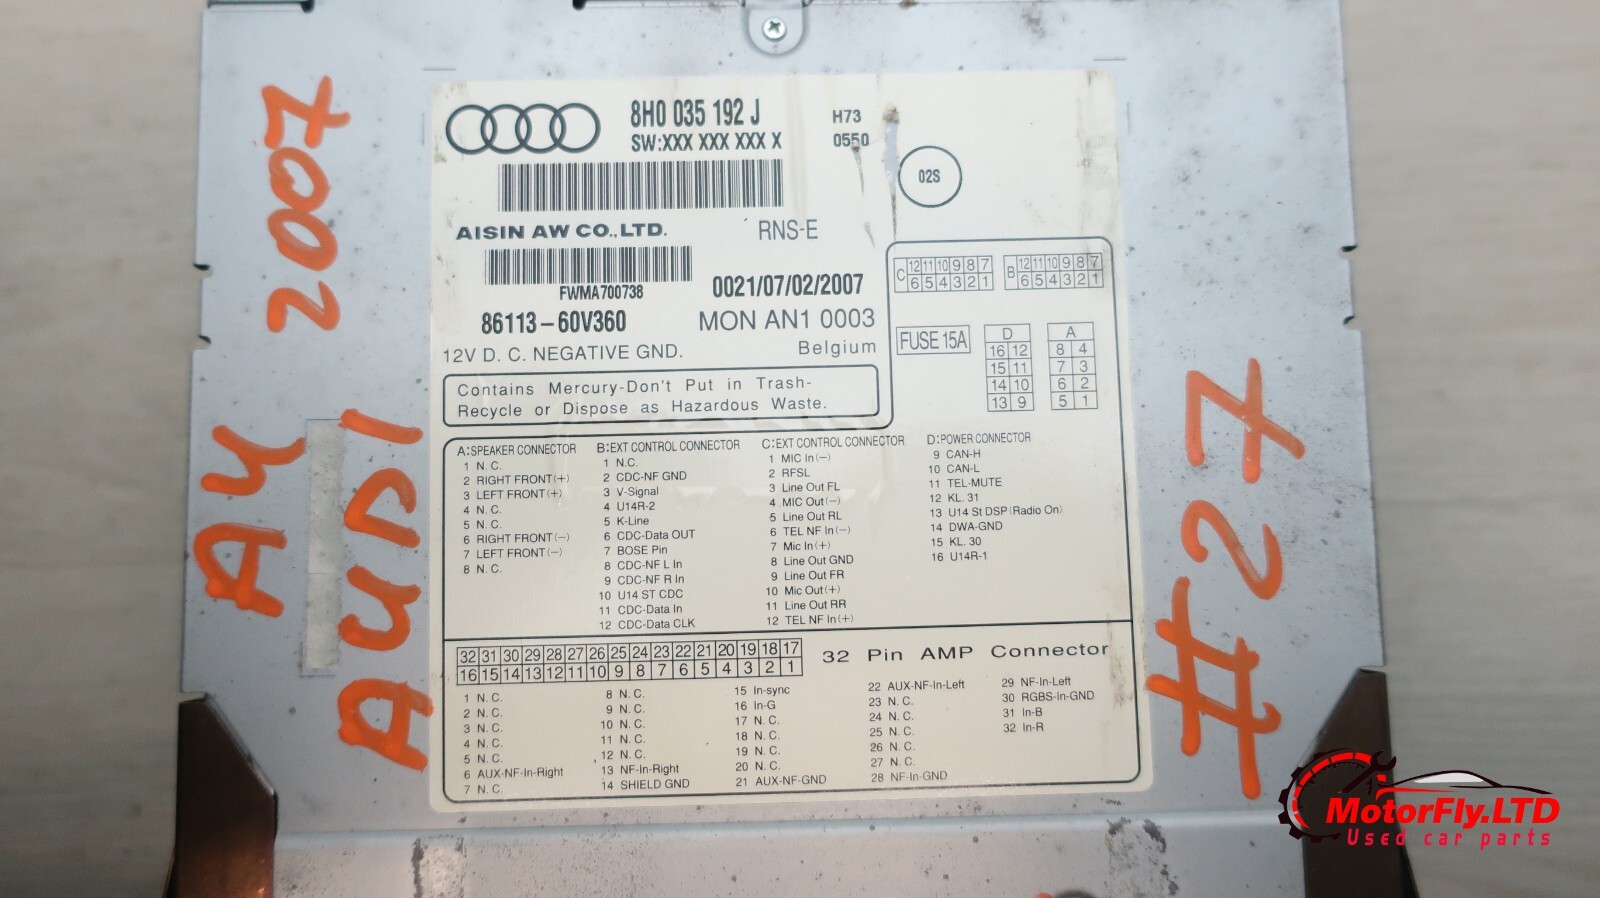 8H0 035 192 J
SW:XXX XXX XXX X
H73
0550
02S
AISIN AW CO.,LTD.
RNS-E
FWMA700738
0021/07/02/2007
86113-60V360
MON AN1 0003
12V D. C. NEGATIVE GND.
Belgium
Contains Mercury-Don't Put in Trash-
Recycle or Dispose as Hazardous Waste.
C 12 11 10 9 8 7
6 5 4 3 2 1
B 12 11 10 9 8 7
6 5 4 3 2 1
FUSE 15A
D
16 12
15 11
14 10
13 9
A
8 4
7 3
6 2
5 1
A:SPEAKER CONNECTOR
1 N.C.
2 RIGHT FRONT(+)
3 LEFT FRONT(+)
4 N.C.
5 N.C.
6 RIGHT FRONT(-)
7 LEFT FRONT(-)
8 N.C.
B:EXT CONTROL CONNECTOR
1 N.C.
2 CDC-NF GND
3 V-Signal
4 U14R-2
5 K-Line
6 CDC-Data OUT
7 BOSE Pin
8 CDC-NF L In
9 CDC-NF R In
10 U14 ST CDC
11 CDC-Data In
12 CDC-Data CLK
C:EXT CONTROL CONNECTOR
1 MIC In(-)
2 RFSL
3 Line Out FL
4 MIC Out(-)
5 Line Out RL
6 TEL NF In(-)
7 Mic In(+)
8 Line Out GND
9 Line Out FR
10 Mic Out(+)
11 Line Out RR
12 TEL NF In(+)
D:POWER CONNECTOR
9 CAN-H
10 CAN-L
11 TEL-MUTE
12 KL. 31
13 U14 St DSP(Radio On)
14 DWA-GND
15 KL. 30
16 U14R-1
32 31 30 29 28 27 26 25 24 23 22 21 20 19 18 17
16 15 14 13 12 11 10 9 8 7 6 5 4 3 2 1
32 Pin AMP Connector
1 N.C.
2 N.C.
3 N.C.
4 N.C.
5 N.C.
6 AUX-NF-In-Right
7 N.C.
8 N.C.
9 N.C.
10 N.C.
11 N.C.
12 N.C.
13 NF-In-Right
14 SHIELD GND
15 In-sync
16 In-G
17 N.C.
18 N.C.
19 N.C.
20 N.C.
21 AUX-NF-GND
22 AUX-NF-In-Left
23 N.C.
24 N.C.
25 N.C.
26 N.C.
27 N.C.
28 NF-In-GND
29 NF-In-Left
30 RGBS-In-GND
31 In-B
32 In-R
A4 2007
AUDI
#27
MotorFly.LTD
Used car parts